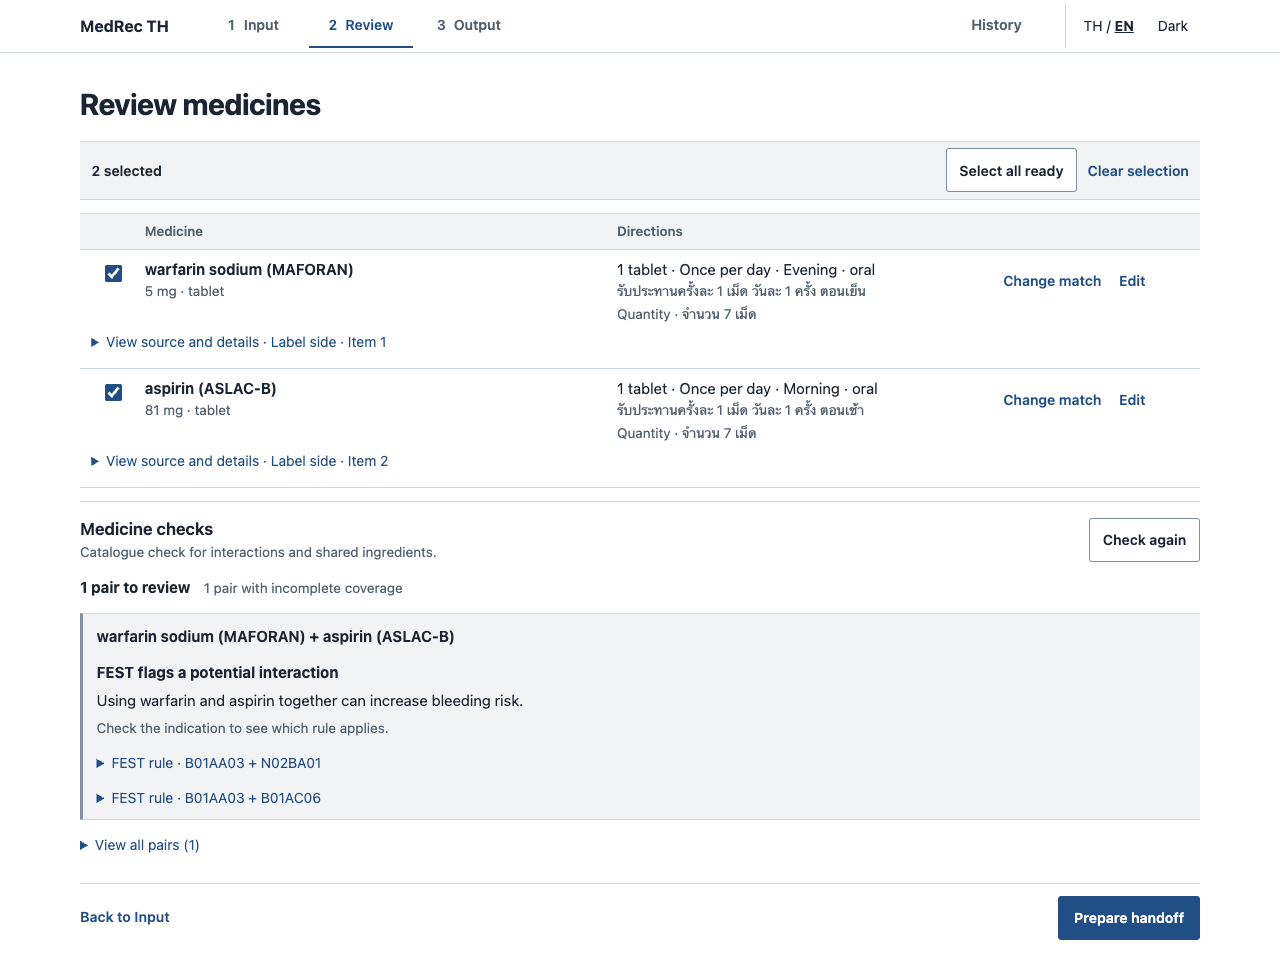 MedRec TH
1 Input
2 Review
3 Output
History
TH / EN
Dark
Review medicines
2 selected
Select all ready
Clear selection
Medicine
Directions
warfarin sodium (MAFORAN)
5 mg · tablet
1 tablet · Once per day · Evening · oral
รับประทานครั้งละ 1 เม็ด วันละ 1 ครั้ง ตอนเย็น
Quantity · จำนวน 7 เม็ด
Change match
Edit
View source and details · Label side · Item 1
aspirin (ASLAC-B)
81 mg · tablet
1 tablet · Once per day · Morning · oral
รับประทานครั้งละ 1 เม็ด วันละ 1 ครั้ง ตอนเช้า
Quantity · จำนวน 7 เม็ด
Change match
Edit
View source and details · Label side · Item 2
Medicine checks
Catalogue check for interactions and shared ingredients.
Check again
1 pair to review
1 pair with incomplete coverage
warfarin sodium (MAFORAN) + aspirin (ASLAC-B)
FEST flags a potential interaction
Using warfarin and aspirin together can increase bleeding risk.
Check the indication to see which rule applies.
FEST rule · B01AA03 + N02BA01
FEST rule · B01AA03 + B01AC06
View all pairs (1)
Back to Input
Prepare handoff